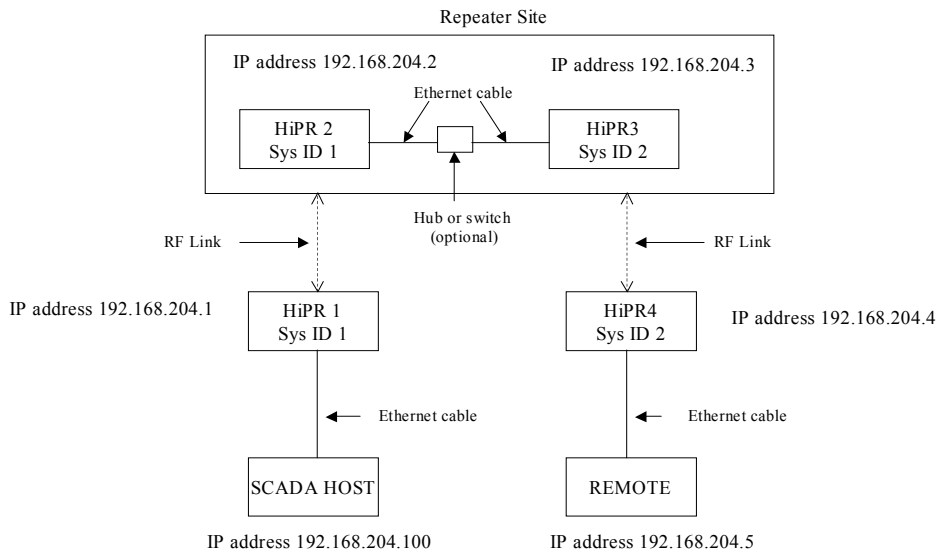 Repeater Site
IP address 192.168.204.2
IP address 192.168.204.3
Ethernet cable
HiPR 2
Sys ID 1
HiPR3
Sys ID 2
Hub or switch
(optional)
RF Link
RF Link
IP address 192.168.204.1
HiPR 1
Sys ID 1
HiPR4
Sys ID 2
IP address 192.168.204.4
Ethernet cable
Ethernet cable
SCADA HOST
REMOTE
IP address 192.168.204.100
IP address 192.168.204.5